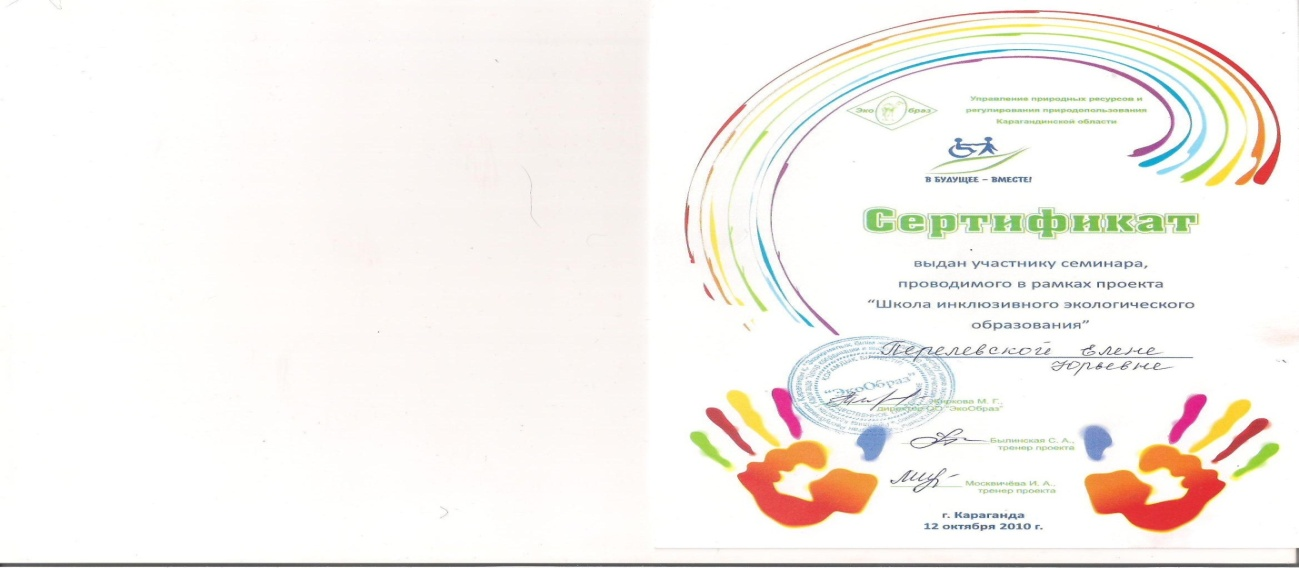 Эко браз
Управления природных ресурсов и
регулирования природопользования
Карагандинской области
В БУДУЩЕЕ – ВМЕСТЕ!
Сертификат
выдан участнику семинара,
проводимого в рамках проекта
“Школа инклюзивного экологического
образования”
Перелевской Елене
Юрьевне
"ЭкоОбраз"
М. Г.,
директор ОО "ЭкоОбраз"
Былинская С. А.,
тренер проекта
Москвичёва И. А.,
тренер проекта
г. Караганда
12 октября 2010 г.